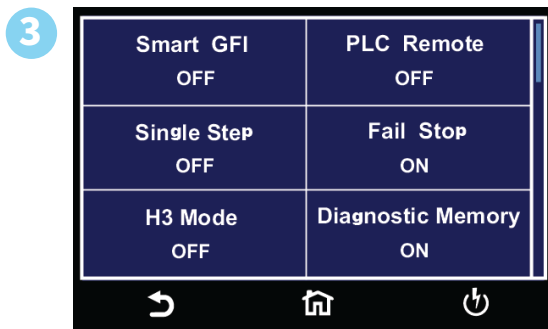 3
Smart GFI
OFF
PLC Remote
OFF
Single Step
OFF
Fail Stop
ON
H3 Mode
OFF
Diagnostic Memory
ON